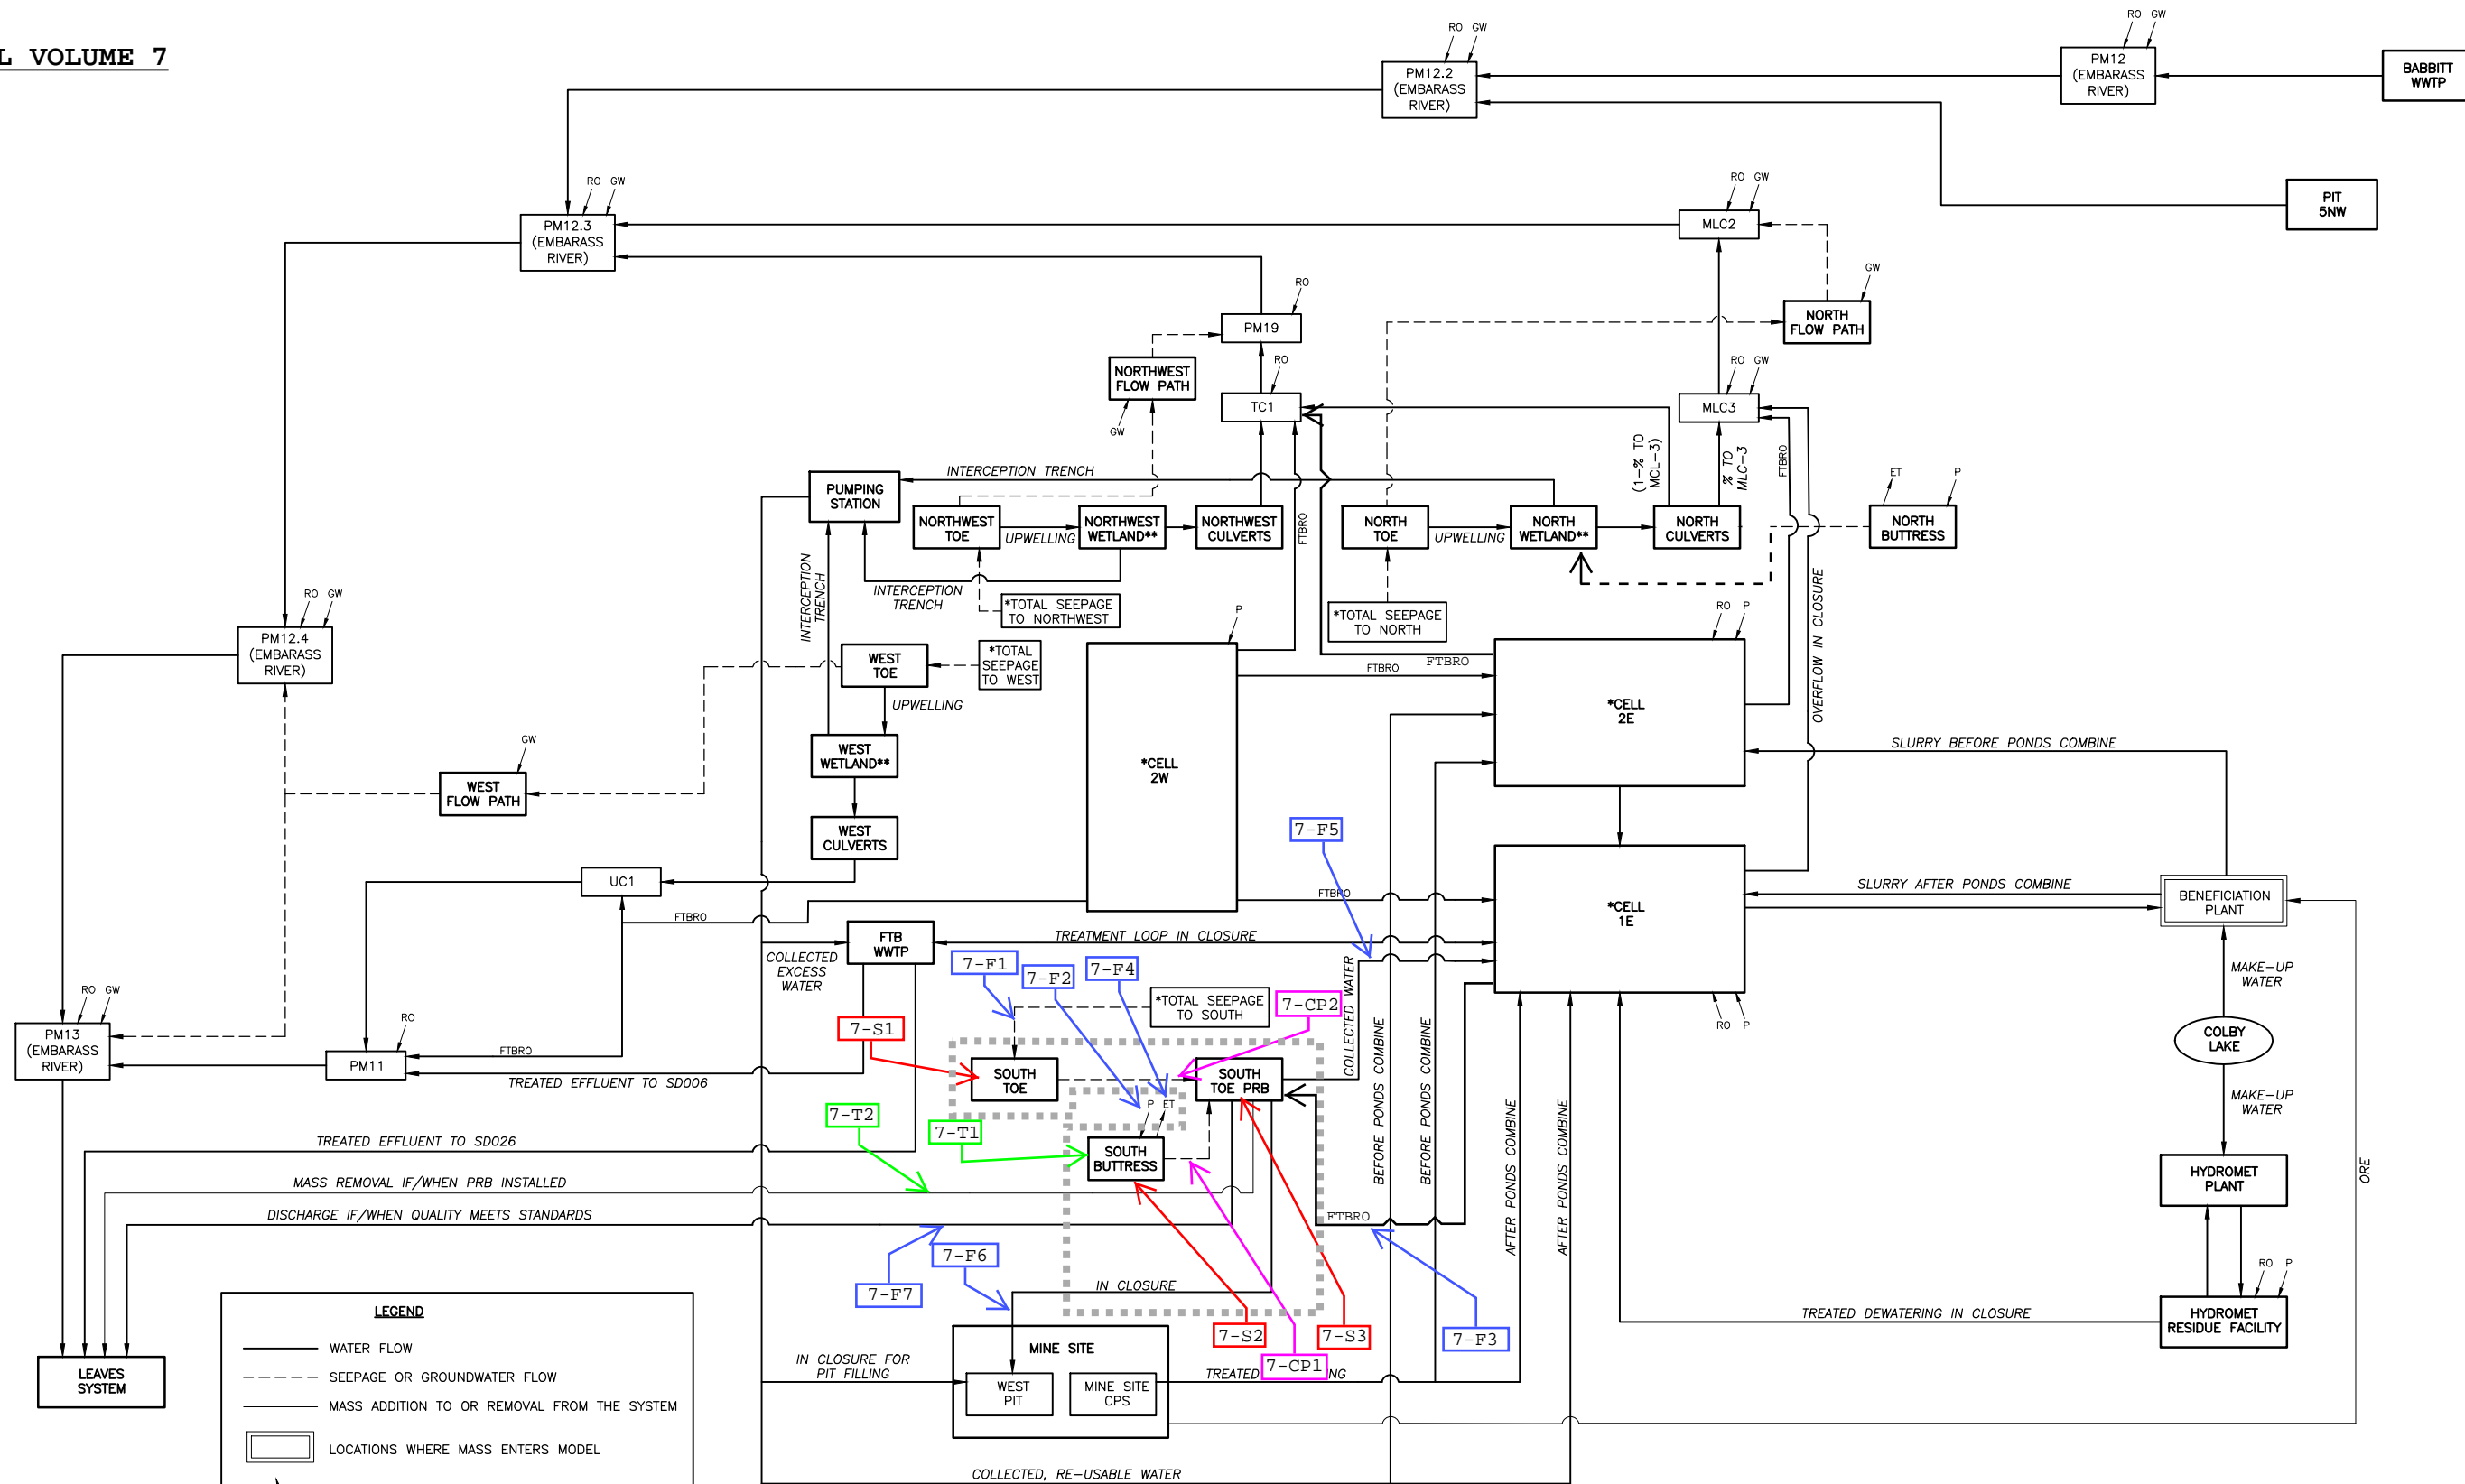 L VOLUME 7
RO GW
RO GW
PM12.2
(EMBARASS
RIVER)
PM12
(EMBARASS
RIVER)
BABBITT
WWTP
RO GW
RO GW
PIT
5NW
PM12.3
(EMBARASS
RIVER)
MLC2
GW
RO
NORTH
FLOW PATH
PM19
NORTHWEST
FLOW PATH
RO
RO GW
TC1
MLC3
GW
(1-% TO
MCL-3)
% TO
MLC-3
FTBRO
INTERCEPTION TRENCH
ET
P
PUMPING
STATION
NORTHWEST
TOE
UPWELLING
NORTHWEST
WETLAND**
NORTHWEST
CULVERTS
FTBRO
NORTH
TOE
UPWELLING
NORTH
WETLAND**
NORTH
CULVERTS
NORTH
BUTTRESS
INTERCEPTION
TRENCH
INTERCEPTION
TRENCH
*TOTAL SEEPAGE
TO NORTHWEST
*TOTAL SEEPAGE
TO NORTH
OVERFLOW IN CLOSURE
RO GW
P
RO P
PM12.4
(EMBARASS
RIVER)
WEST
TOE
*TOTAL
SEEPAGE
TO WEST
FTBRO
FTBRO
UPWELLING
*CELL
2E
GW
WEST
WETLAND**
*CELL
2W
SLURRY BEFORE PONDS COMBINE
WEST
FLOW PATH
WEST
CULVERTS
7-F5
UC1
SLURRY AFTER PONDS COMBINE
FTBRO
BENEFICIATION
PLANT
*CELL
1E
FTBRO
FTB
WWTP
TREATMENT LOOP IN CLOSURE
COLLECTED
EXCESS
WATER
7-F1
7-F2
7-F4
COLLECTED WATER
MAKE-UP
WATER
RO GW
*TOTAL SEEPAGE
TO SOUTH
7-CP2
RO
7-S1
RO P
PM13
(EMBARASS
RIVER)
FTBRO
PM11
COLBY
LAKE
SOUTH
TOE
SOUTH
TOE PRB
TREATED EFFLUENT TO SD006
BEFORE PONDS COMBINE
BEFORE PONDS COMBINE
AFTER PONDS COMBINE
AFTER PONDS COMBINE
MAKE-UP
WATER
P ET
7-T2
7-T1
TREATED EFFLUENT TO SD026
SOUTH
BUTTRESS
ORE
HYDROMET
PLANT
MASS REMOVAL IF/WHEN PRB INSTALLED
DISCHARGE IF/WHEN QUALITY MEETS STANDARDS
FTBRO
7-F6
RO P
7-F7
IN CLOSURE
LEGEND
TREATED DEWATERING IN CLOSURE
HYDROMET
RESIDUE FACILITY
7-S2
7-S3
7-F3
WATER FLOW
MINE SITE
IN CLOSURE FOR
PIT FILLING
7-CP1
TREATED
NG
LEAVES
SYSTEM
SEEPAGE OR GROUNDWATER FLOW
WEST
PIT
MINE SITE
CPS
MASS ADDITION TO OR REMOVAL FROM THE SYSTEM
LOCATIONS WHERE MASS ENTERS MODEL
COLLECTED, RE-USABLE WATER